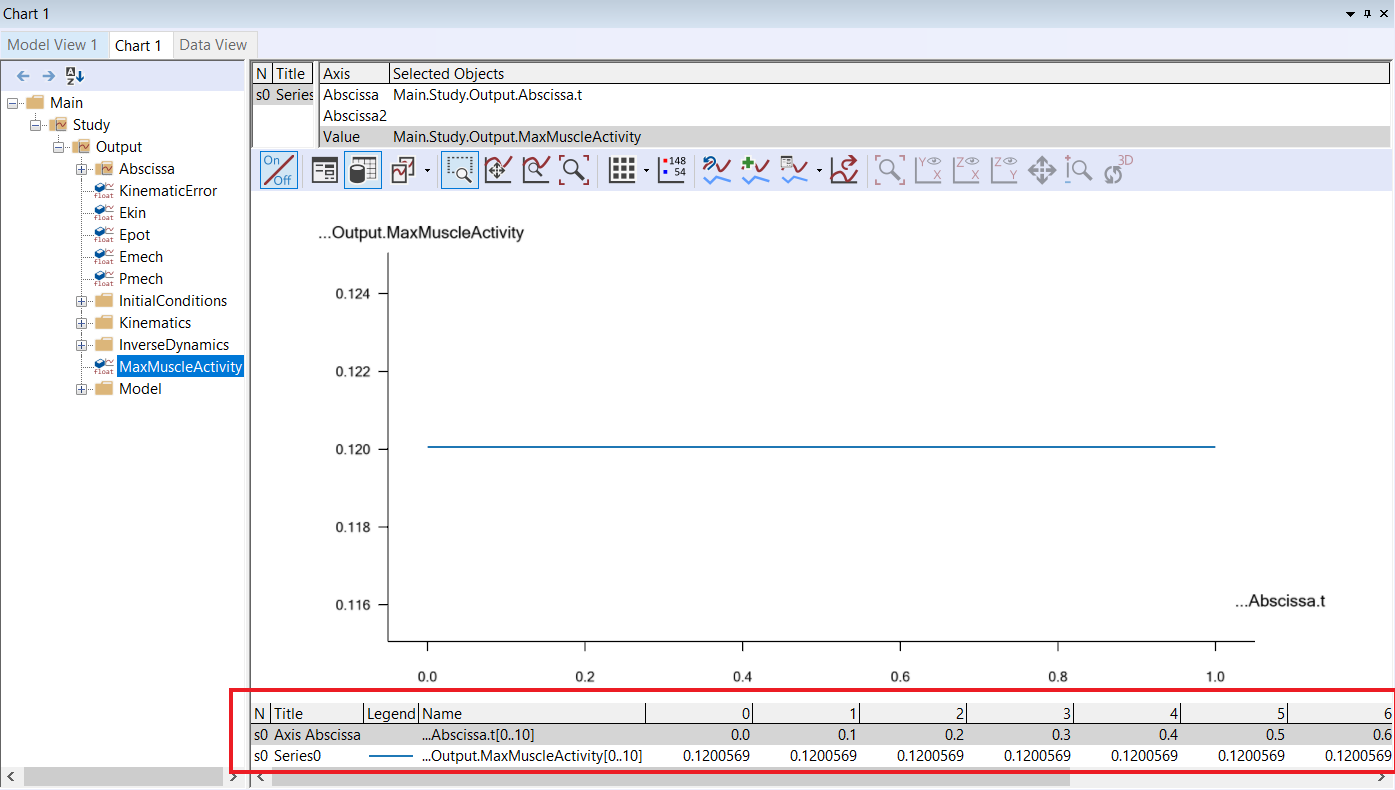 Chart 1
Model View 1 Chart 1 Data View
Main
Study
Output
Abscissa
KinematicError
float
Ekin
float
Epot
float
Emech
float
Pmech
float
InitialConditions
Kinematics
InverseDynamics
MaxMuscleActivity
float
Model
N Title Axis Selected Objects
s0 Series Abscissa Main.Study.Output.Abscissa.t
Abscissa2
Value Main.Study.Output.MaxMuscleActivity
On Off 148 54 Y X Z X Z Y 3D
...Output.MaxMuscleActivity
0.124
0.122
0.120
0.118
0.116
...Abscissa.t
0.0 0.2 0.4 0.6 0.8 1.0
N Title Legend Name 0 1 2 3 4 5 6
s0 Axis Abscissa ...Abscissa.t[0..10] 0.0 0.1 0.2 0.3 0.4 0.5 0.6
s0 Series0 ...Output.MaxMuscleActivity[0..10] 0.1200569 0.1200569 0.1200569 0.1200569 0.1200569 0.1200569 0.1200569